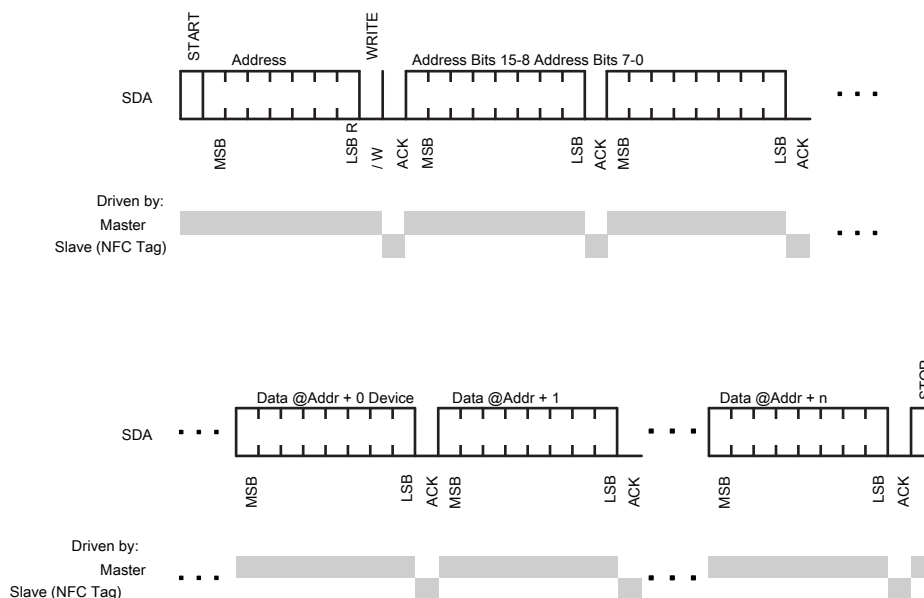 START
WRITE
Address
Address Bits 15-8 Address Bits 7-0
SDA
MSB
LSB R
/ W
ACK
MSB
LSB
ACK
MSB
LSB
ACK
Driven by:
Master
Slave (NFC Tag)
STOP
Data @Addr + 0 Device
Data @Addr + 1
Data @Addr + n
SDA
MSB
LSB
ACK
MSB
LSB
ACK
MSB
LSB
ACK
Driven by:
Master
Slave (NFC Tag)